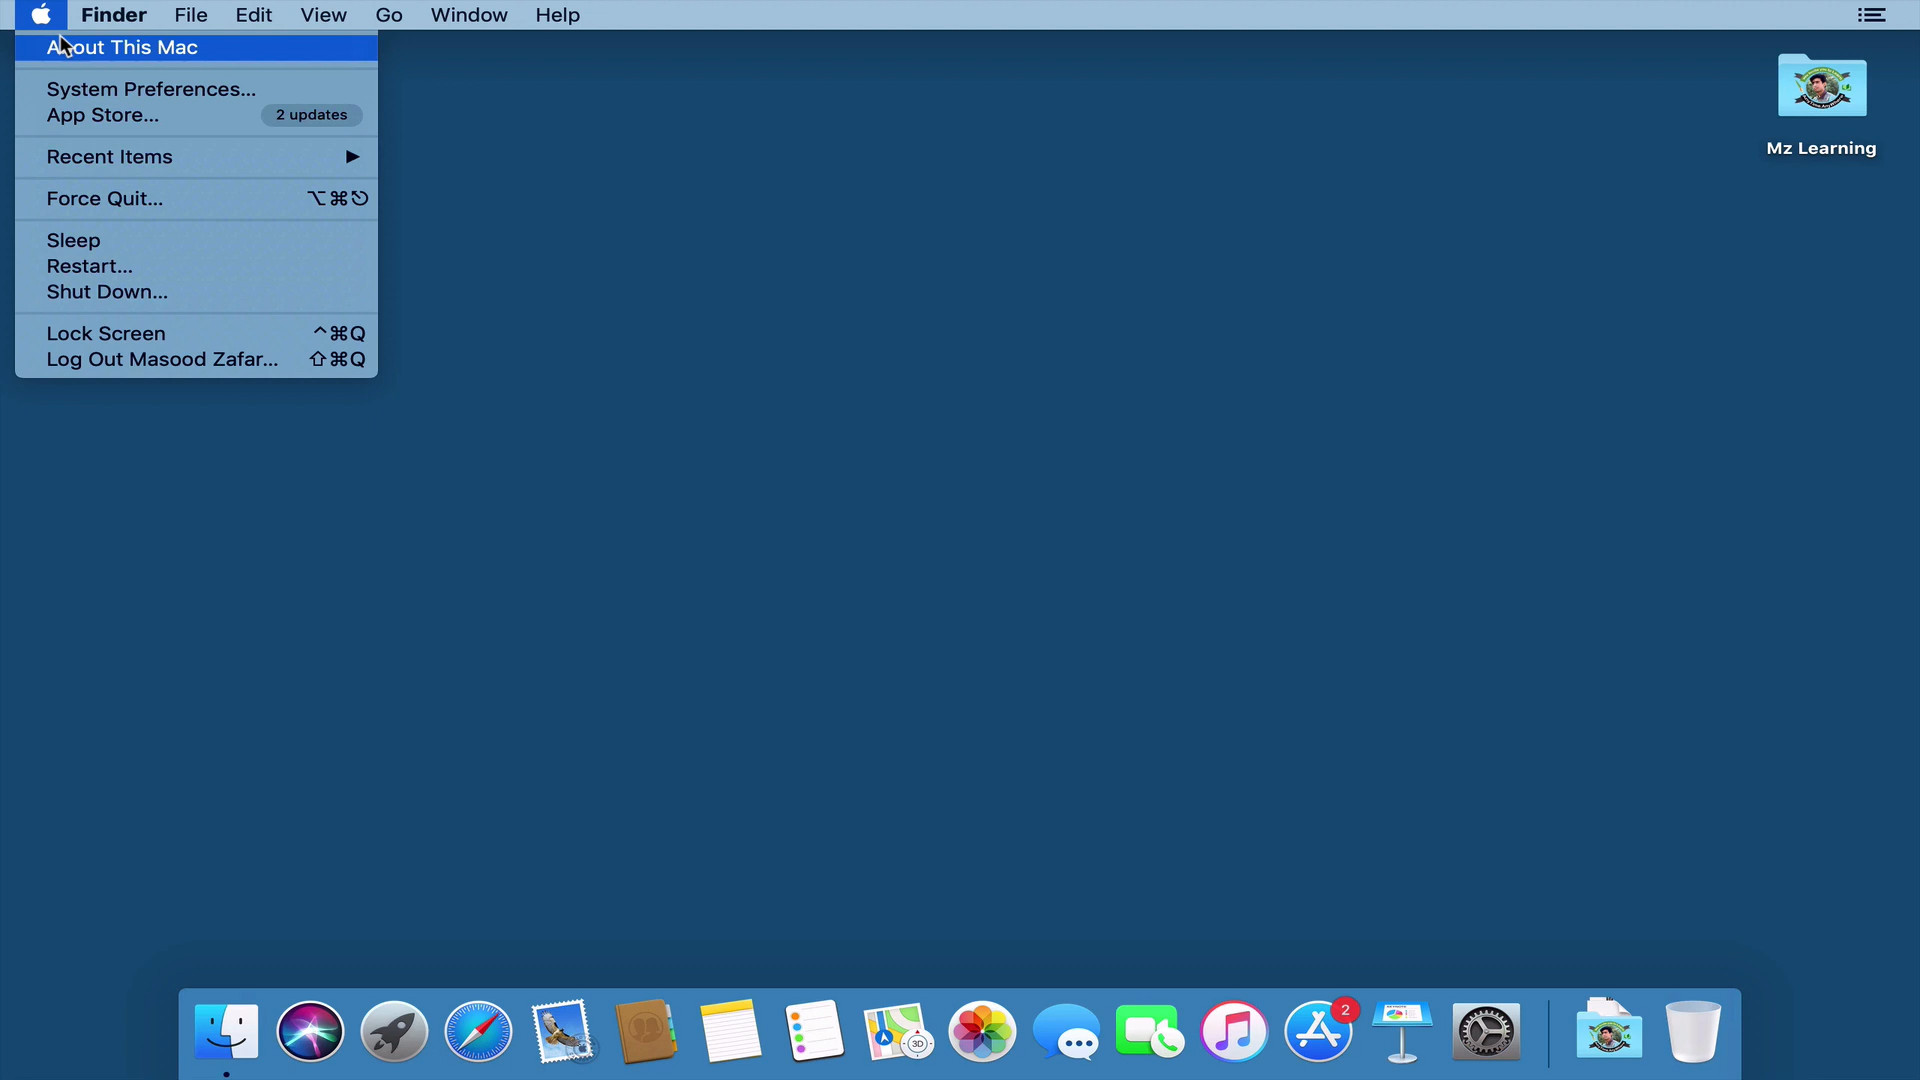 Finder File Edit View Go Window Help
About This Mac
System Preferences...
App Store... 2 updates
Recent Items ▶
Force Quit... ⌥⌘⎋
Sleep
Restart...
Shut Down...
Lock Screen ^⌘Q
Log Out Masood Zafar... ⇧⌘Q
Mz Learning
3D
2